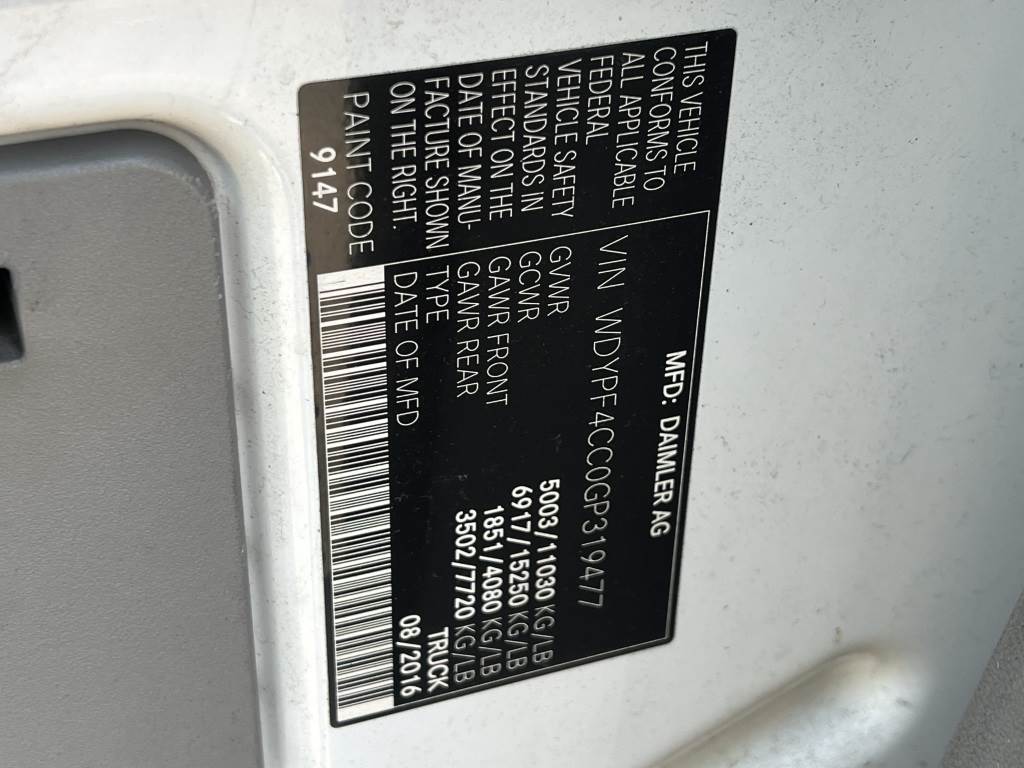 MFD: DAIMLER AG
THIS VEHICLE
CONFORMS TO
ALL APPLICABLE
FEDERAL
VEHICLE SAFETY
STANDARDS IN
EFFECT ON THE
DATE OF MANU-
FACTURE SHOWN
ON THE RIGHT.
PAINT CODE
9147
VIN WDYPF4CC0GP319477
GVWR 5003/11030 KG/LB
GCWR 6917/15250 KG/LB
GAWR FRONT 1851/4080 KG/LB
GAWR REAR 3502/7720 KG/LB
TYPE TRUCK
DATE OF MFD 08/2016